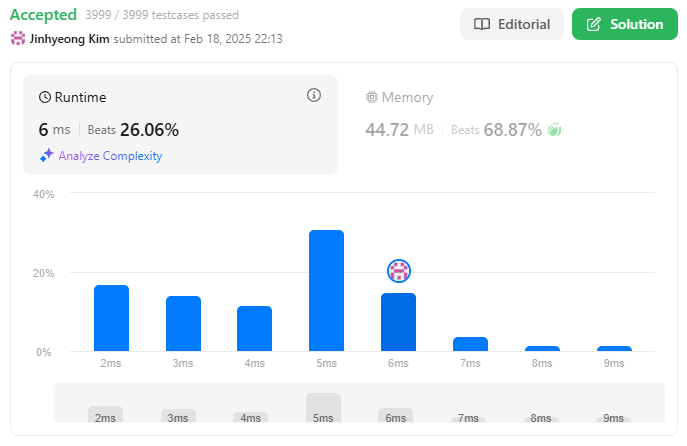 Accepted 3999 / 3999 testcases passed
Editorial
Solution
Jinhyeong Kim submitted at Feb 18, 2025 22:13
Runtime
6 ms Beats 26.06%
Analyze Complexity
Memory
44.72 MB Beats 68.87%
40%
20%
0%
2ms 3ms 4ms 5ms 6ms 7ms 8ms 9ms
2ms 3ms 4ms 5ms 6ms 7ms 8ms 9ms